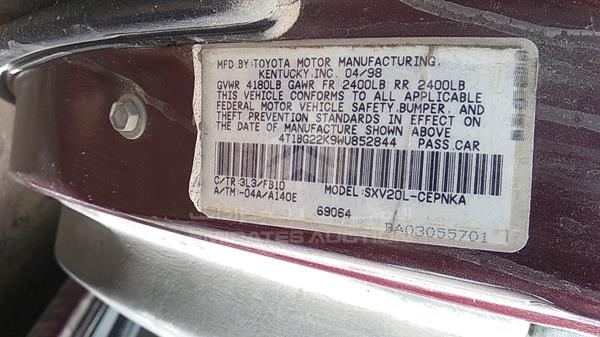 MFD.BY:TOYOTA MOTOR MANUFACTURING,
KENTUCKY,INC. 04/98
GVWR 4180LB GAWR FR 2400LB RR 2400LB
THIS VEHICLE CONFORMS TO ALL APPLICABLE
FEDERAL MOTOR VEHICLE SAFETY,BUMPER AND
THEFT PREVENTION STANDARDS IN EFFECT ON
THE DATE OF MANUFACTURE SHOWN ABOVE
4T1BG22K9WU852844 PASS.CAR
C/TR:3L3/FB10
A/TM:-04A/A140E MODEL:SXV20L-CEPNKA
69064
BA03055701
EMIRATES AUCTION